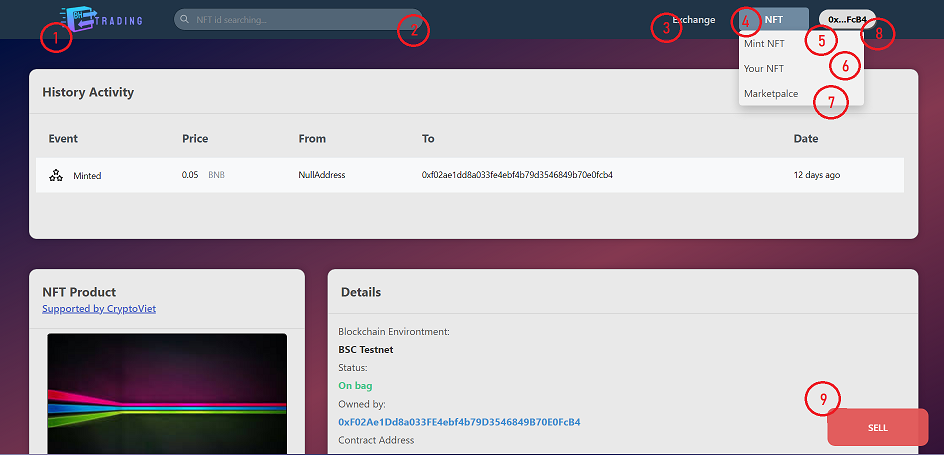 BH
TRADING
NFT id searching...
Exchange
NFT
0x...FcB4
1
2
3
4
5
6
7
8
Mint NFT
Your NFT
Marketpalce
History Activity
Event Price From To Date
Minted 0.05 BNB NullAddress 0xf02ae1dd8a033fe4ebf4b79d3546849b70e0fcb4 12 days ago
NFT Product
Supported by CryptoViet
Details
Blockchain Environtment:
BSC Testnet
Status:
On bag
Owned by:
0xF02Ae1Dd8a033FE4ebf4b79D3546849B70E0FcB4
Contract Address
9
SELL